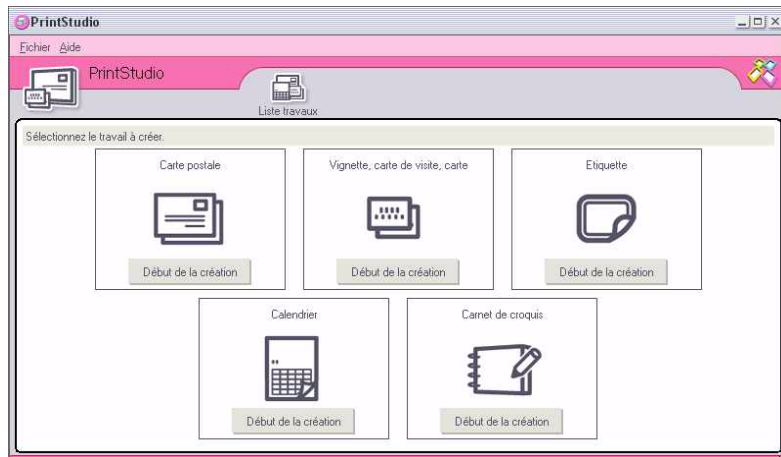 PrintStudio
Fichier Aide
PrintStudio
Liste travaux
Sélectionnez le travail à créer.
Carte postale
Vignette, carte de visite, carte
Etiquette
Début de la création
Début de la création
Début de la création
Calendrier
Carnet de croquis
Début de la création
Début de la création